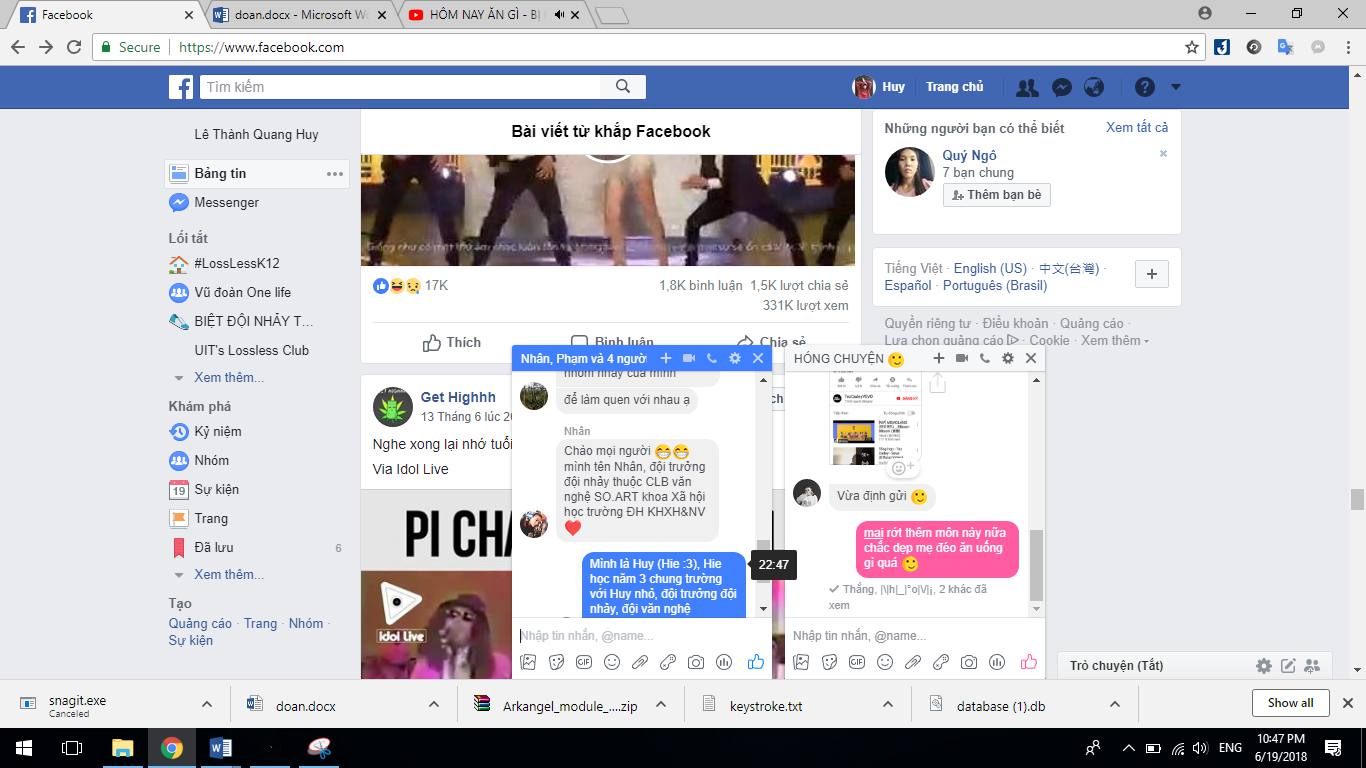 Facebook
doan.docx - Microsoft Wo
HÔM NAY ĂN GÌ - BỊ
Secure
https://www.facebook.com
Tìm kiếm
Huy
Trang chủ
Lê Thành Quang Huy
Bảng tin
Messenger
Lối tắt
#LossLessK12
Vũ đoàn One life
BIỆT ĐỘI NHẢY T...
UIT's Lossless Club
Xem thêm...
Khám phá
Kỷ niệm
Nhóm
Sự kiện
19
Trang
Đã lưu 6
Xem thêm...
Tạo
Quảng cáo · Trang · Nhóm ·
Sự kiện
Bài viết từ khắp Facebook
17K
1,8K bình luận 1,5K lượt chia sẻ
331K lượt xem
Thích
Bình luận
Chia sẻ
Get Highhh
13 Tháng 6 lúc 2
Nghe xong lại nhớ tuổi
Via Idol Live
PI CHA
Idol Live
Những người bạn có thể biết
Xem tất cả
Quý Ngô
7 bạn chung
Thêm bạn bè
Tiếng Việt · English (US) · 中文(台灣) ·
Español · Português (Brasil)
Quyền riêng tư · Điều khoản · Quảng cáo ·
Lựa chọn quảng cáo · Cookie · Xem thêm
Nhân, Phạm và 4 người
nhóm nhảy của mình
để làm quen với nhau ạ
Nhân
Chào mọi người 😁😁
mình tên Nhân, đội trưởng
đội nhảy thuộc CLB văn
nghệ SO.ART khoa Xã hội
học trường ĐH KHXH&NV
❤
Mình là Huy (Hie :3), Hie
học năm 3 chung trường
với Huy nhỏ, đội trưởng đội
nhảy, đội văn nghệ
22:47
Nhập tin nhắn, @name...
GIF
HÓNG CHUYỆN 🙂
Vừa định gửi 🙂
mai rớt thêm môn này nữa
chắc dẹp mẹ đéo ăn uống
gì quá 🙂
Thắng, |\|h|_|°o|V|¡, 2 khác đã
xem
Nhập tin nhắn, @name...
GIF
Trò chuyện (Tắt)
snagit.exe
Canceled
doan.docx
Arkangel_module_....zip
keystroke.txt
database (1).db
Show all
ENG
10:47 PM
6/19/2018